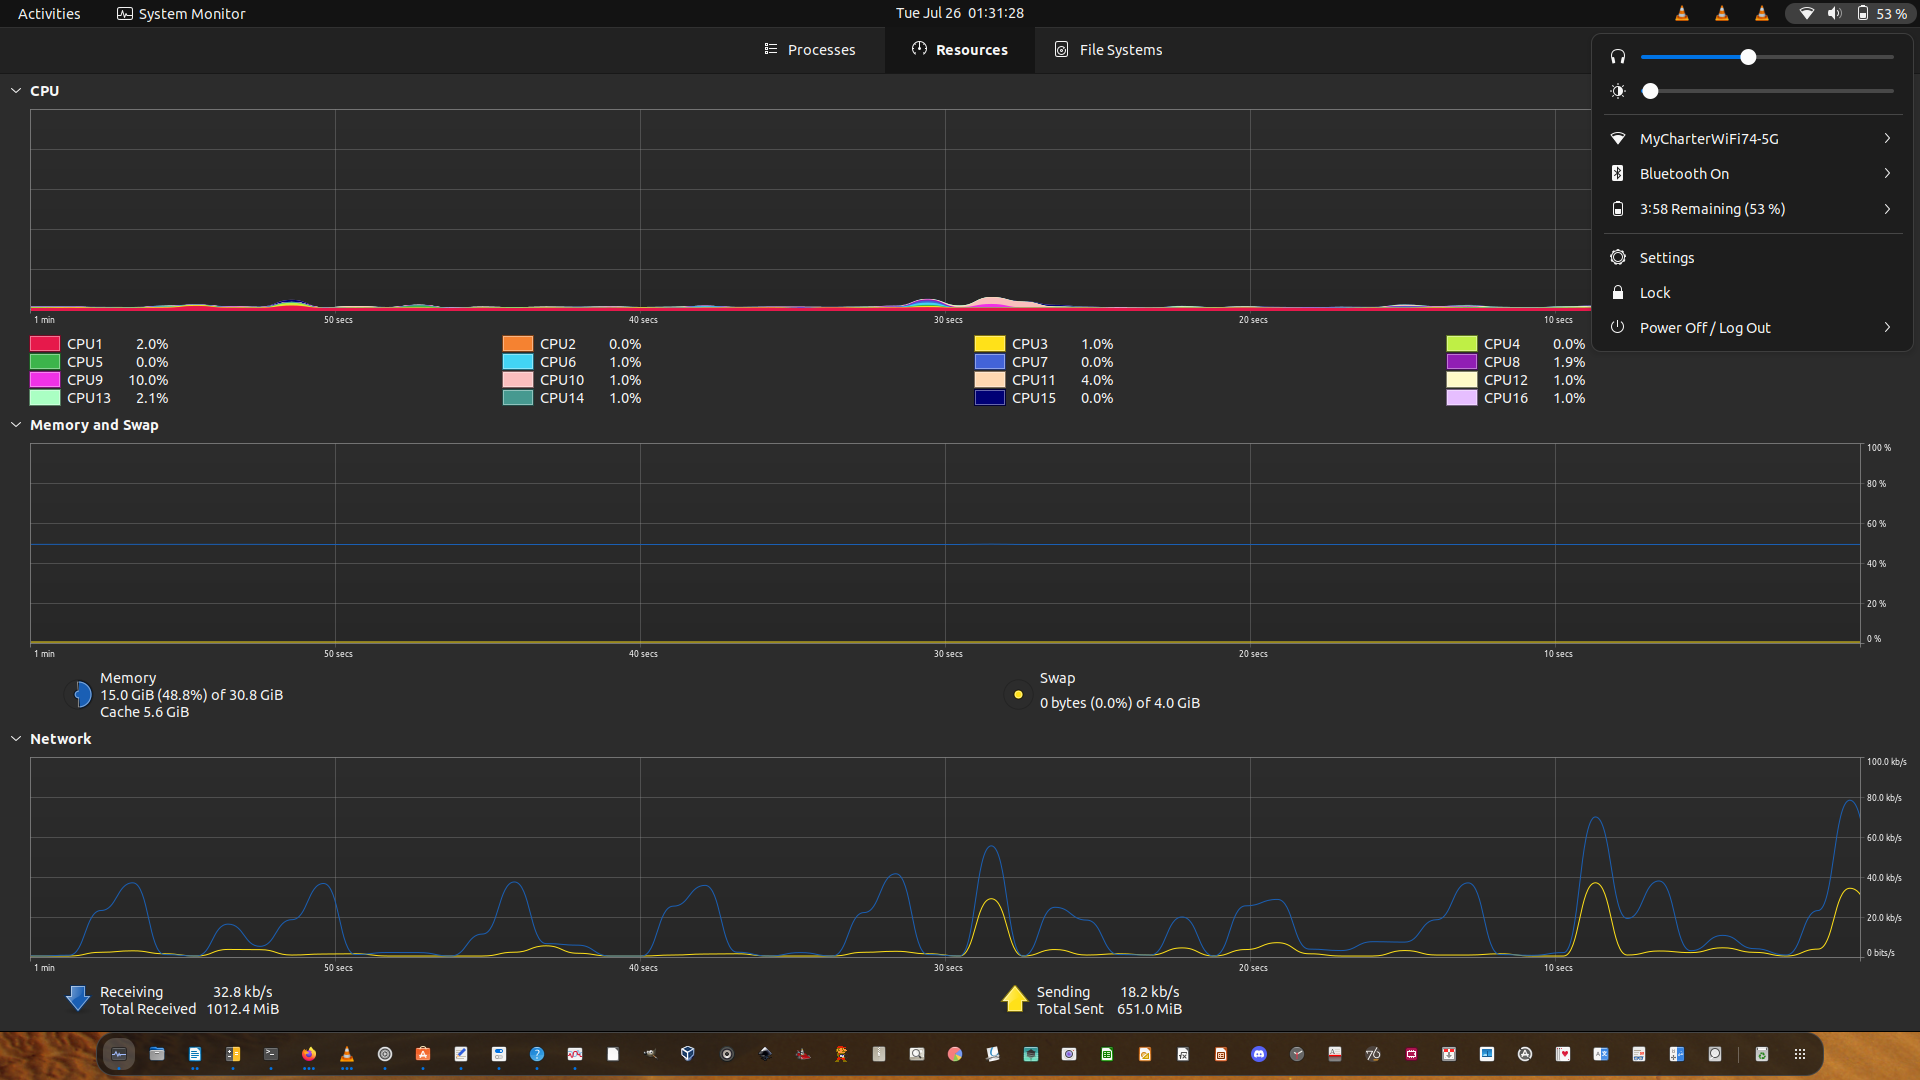 Activities
System Monitor
Tue Jul 26 01:31:28
53 %
Processes
Resources
File Systems
CPU
1 min 50 secs 40 secs 30 secs 20 secs 10 secs
CPU1 2.0% CPU2 0.0% CPU3 1.0% CPU4 0.0%
CPU5 0.0% CPU6 1.0% CPU7 0.0% CPU8 1.9%
CPU9 10.0% CPU10 1.0% CPU11 4.0% CPU12 1.0%
CPU13 2.1% CPU14 1.0% CPU15 0.0% CPU16 1.0%
MyCharterWiFi74-5G
Bluetooth On
3:58 Remaining (53 %)
Settings
Lock
Power Off / Log Out
Memory and Swap
100 %
80 %
60 %
40 %
20 %
0 %
1 min 50 secs 40 secs 30 secs 20 secs 10 secs
Memory
15.0 GiB (48.8%) of 30.8 GiB
Cache 5.6 GiB
Swap
0 bytes (0.0%) of 4.0 GiB
Network
100.0 kb/s
80.0 kb/s
60.0 kb/s
40.0 kb/s
20.0 kb/s
0 bits/s
1 min 50 secs 40 secs 30 secs 20 secs 10 secs
Receiving 32.8 kb/s
Total Received 1012.4 MiB
Sending 18.2 kb/s
Total Sent 651.0 MiB